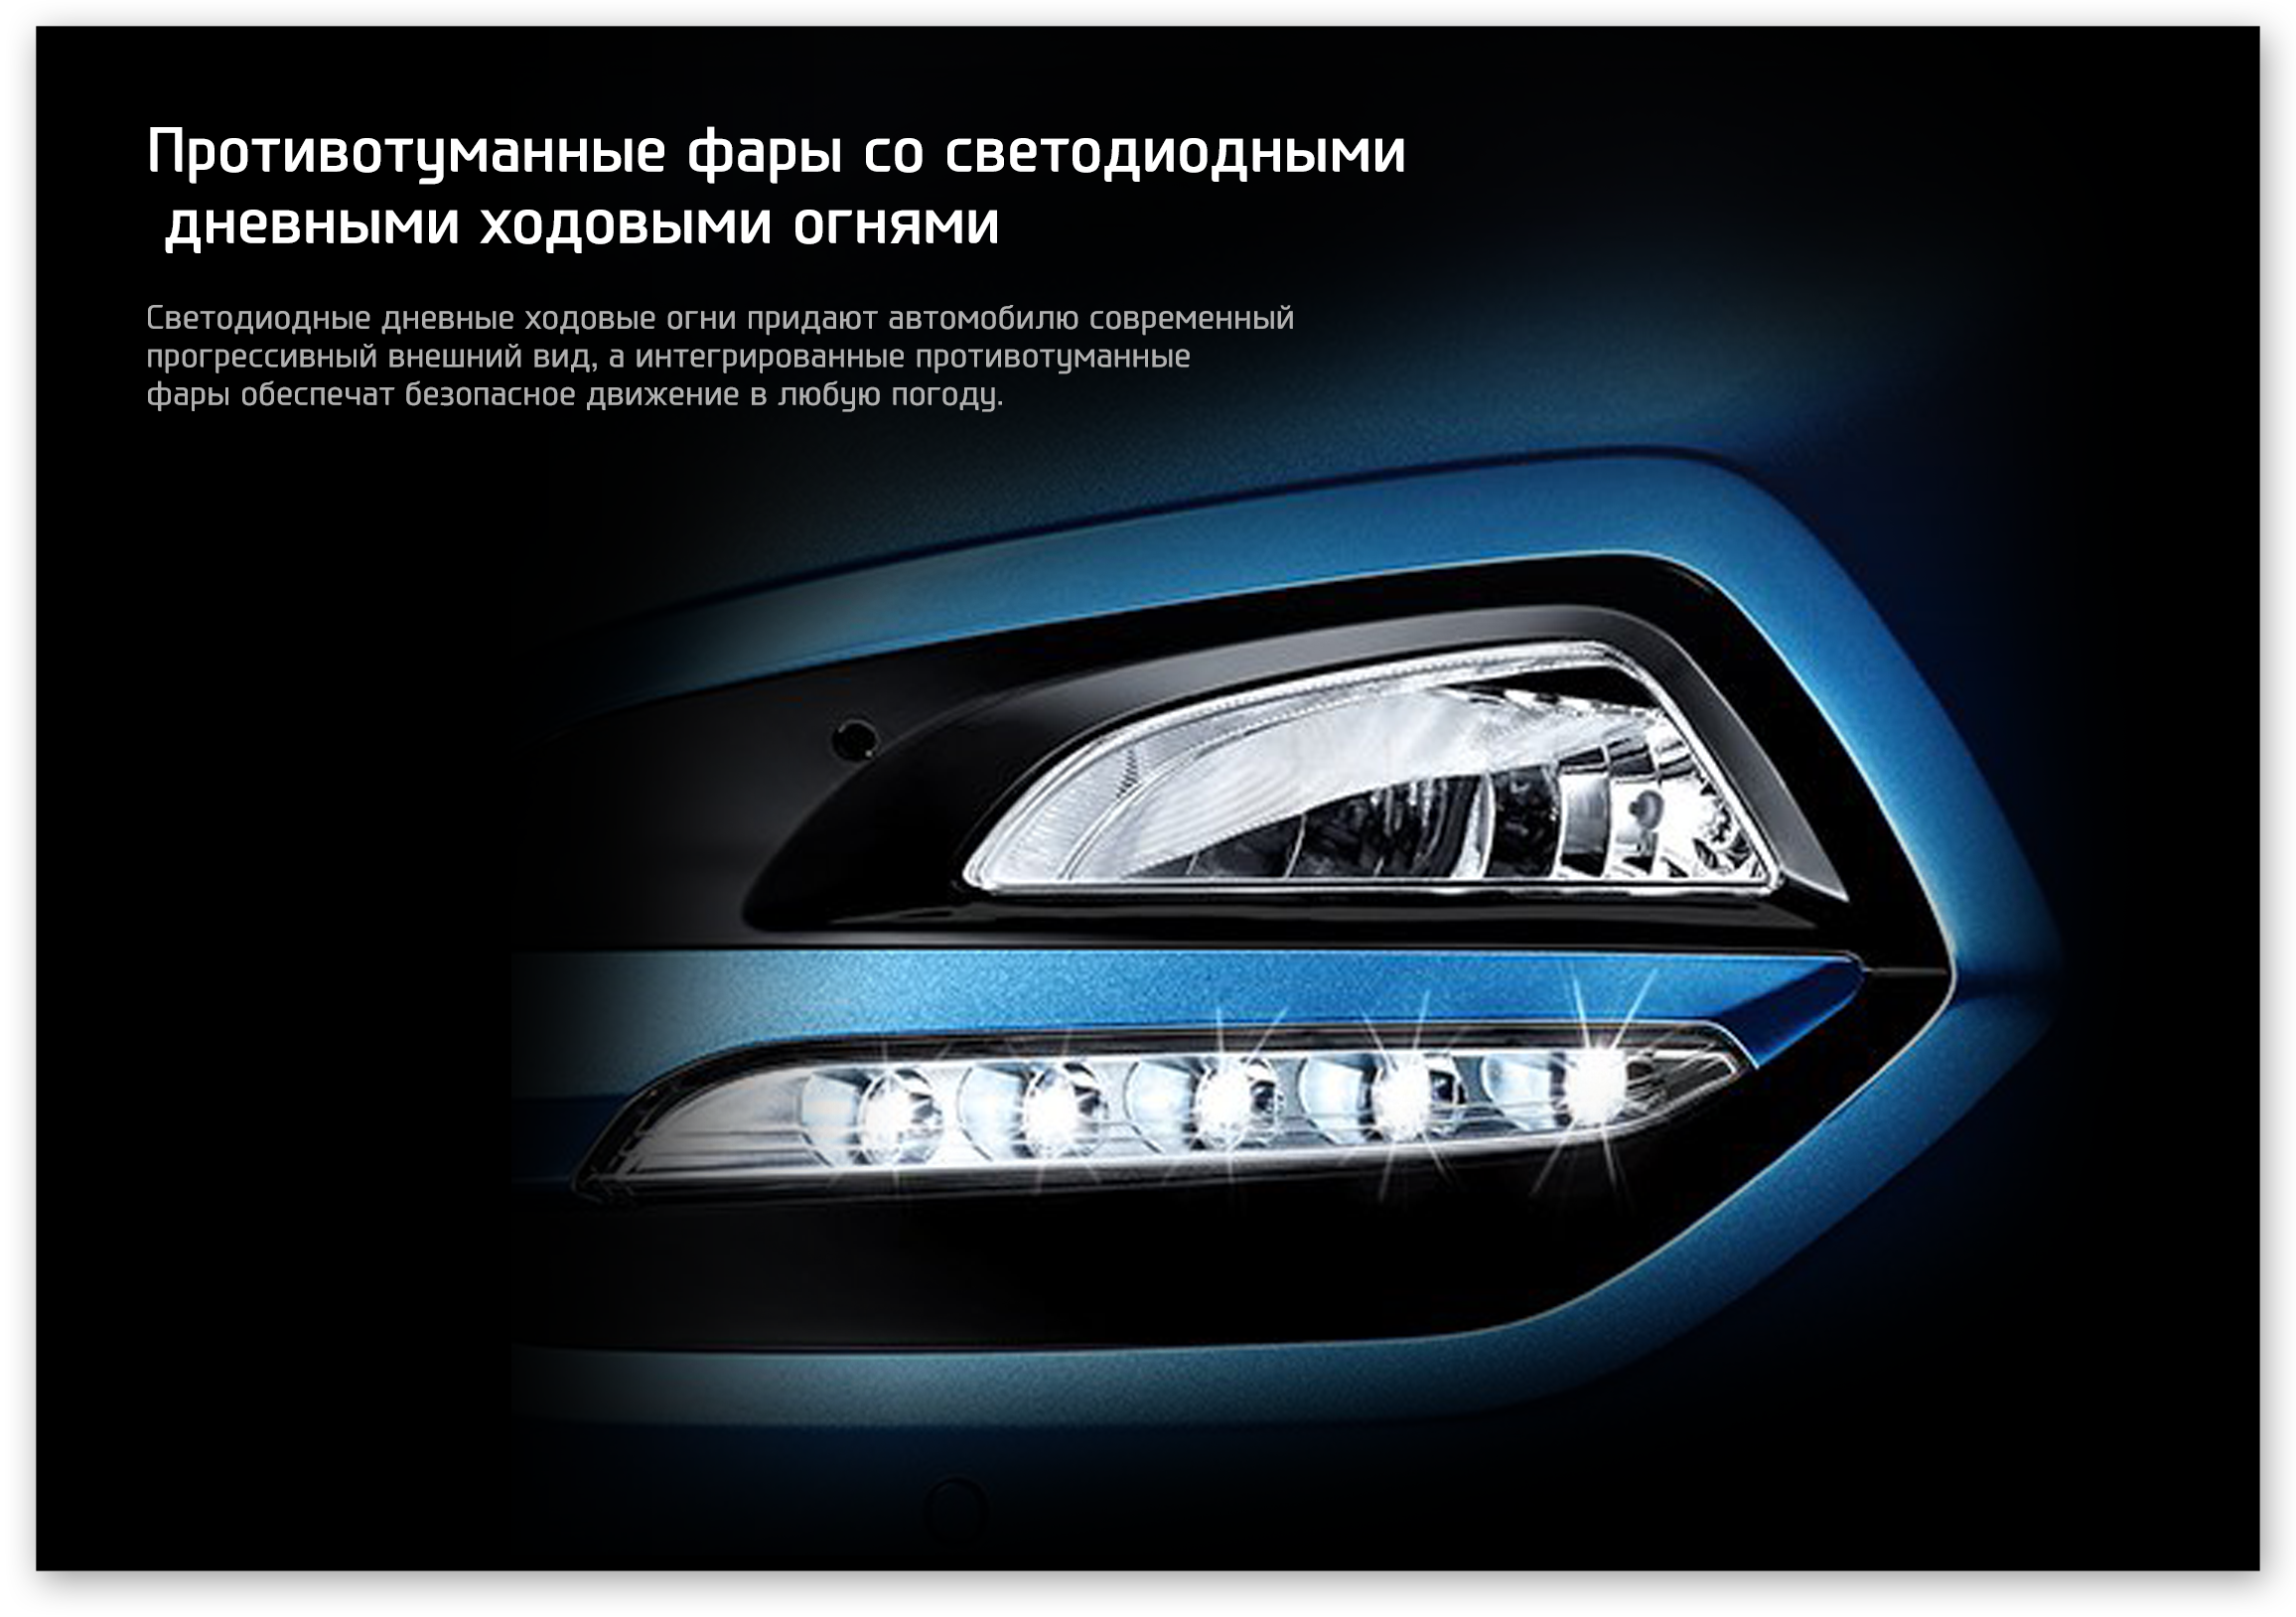 Противотуманные фары со светодиодными
дневными ходовыми огнями
Светодиодные дневные ходовые огни придают автомобилю современный
прогрессивный внешний вид, а интегрированные противотуманные
фары обеспечат безопасное движение в любую погоду.